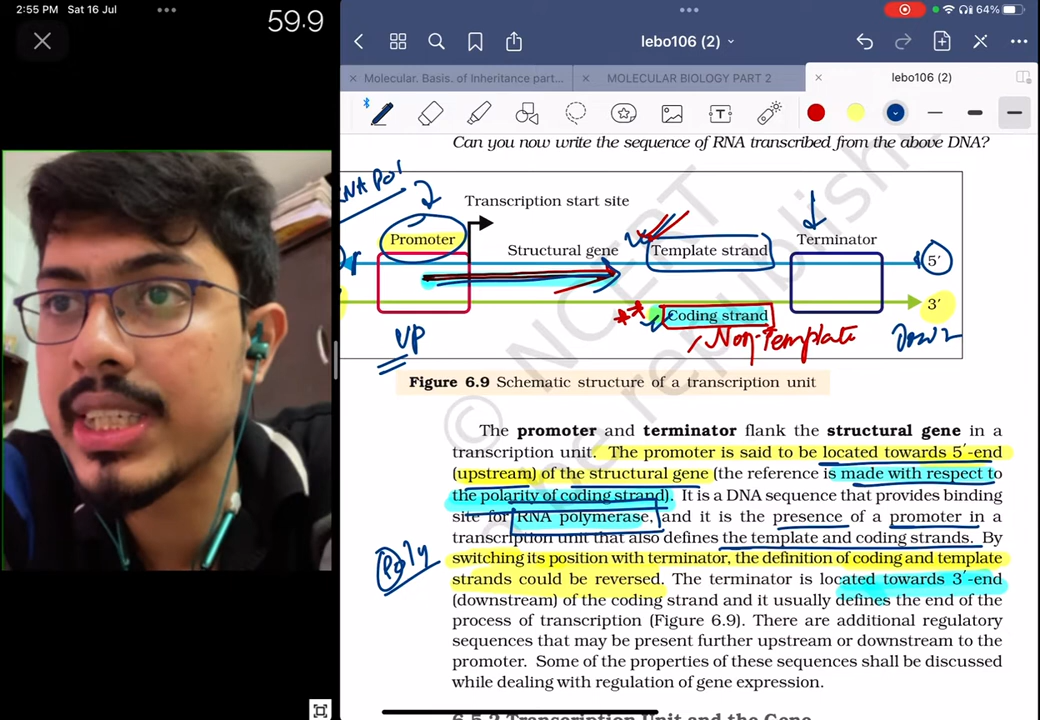 2:55 PM Sat 16 Jul
59.9
64%
lebo106 (2)
Molecular. Basis. of Inheritance part...
MOLECULAR BIOLOGY PART 2
lebo106 (2)
Can you now write the sequence of RNA transcribed from the above DNA?
NA Pol
Transcription start site
Promoter
Structural gene
Template strand
Terminator
5′
3′
Coding strand
UP
Non-Template
Down
© NCERT
Figure 6.9 Schematic structure of a transcription unit
The promoter and terminator flank the structural gene in a
transcription unit. The promoter is said to be located towards 5′-end
(upstream) of the structural gene (the reference is made with respect to
the polarity of coding strand). It is a DNA sequence that provides binding
site for RNA polymerase, and it is the presence of a promoter in a
transcription unit that also defines the template and coding strands. By
switching its position with terminator, the definition of coding and template
strands could be reversed. The terminator is located towards 3′-end
(downstream) of the coding strand and it usually defines the end of the
process of transcription (Figure 6.9). There are additional regulatory
sequences that may be present further upstream or downstream to the
promoter. Some of the properties of these sequences shall be discussed
while dealing with regulation of gene expression.
Poly
6.5.2 Transcription Unit and the Gene